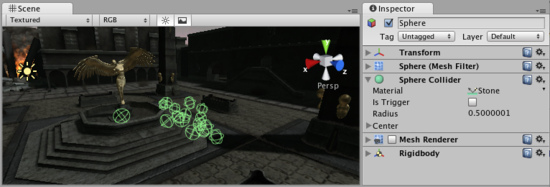 Scene
Textured
RGB
x
z
Persp
Inspector
Sphere
Tag Untagged Layer Default
Transform
Sphere (Mesh Filter)
Sphere Collider
Material Stone
Is Trigger
Radius 0.5000001
Center
Mesh Renderer
Rigidbody